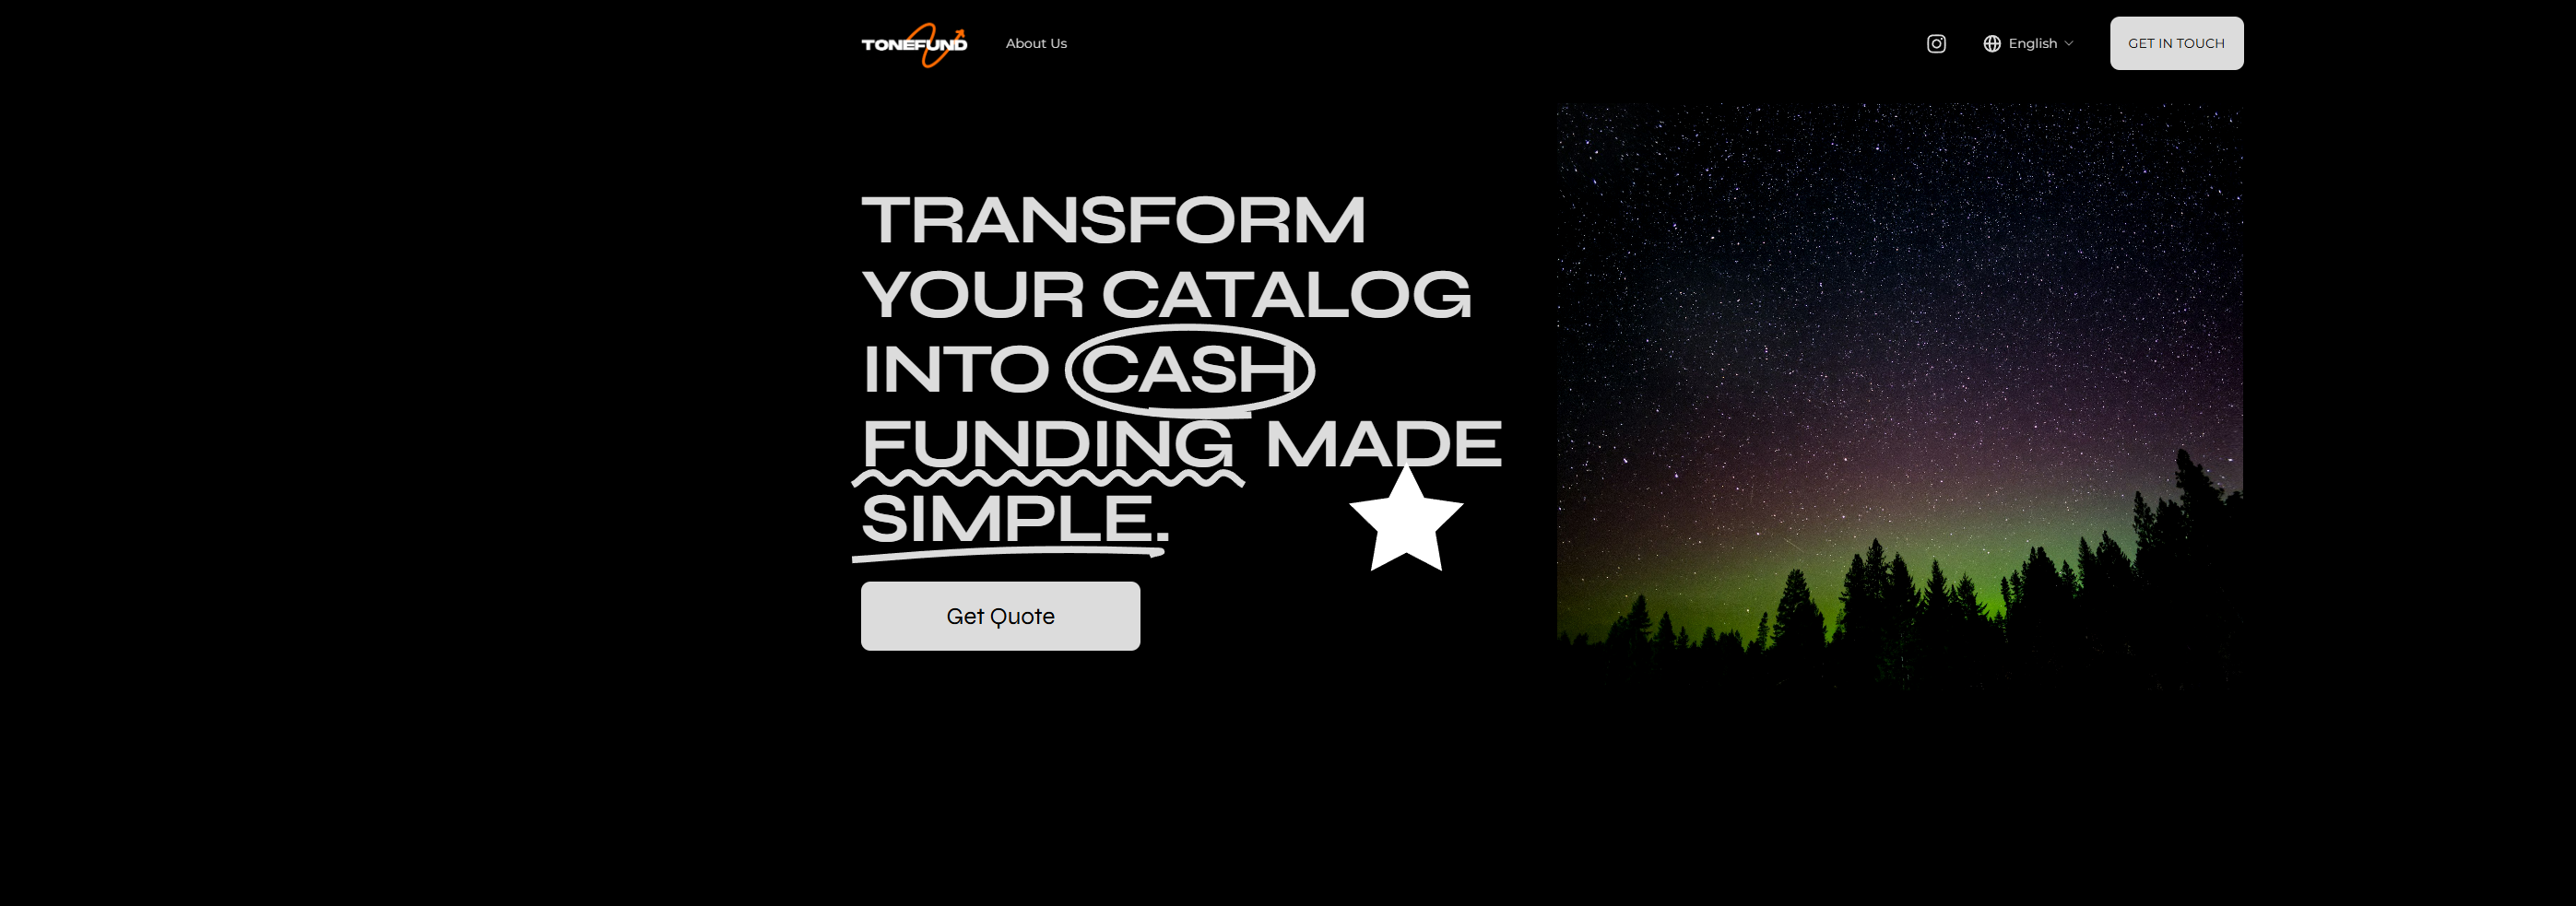 TONEFUND
About Us
English
GET IN TOUCH
TRANSFORM
YOUR CATALOG
INTO CASH
FUNDING MADE
SIMPLE.
Get Quote